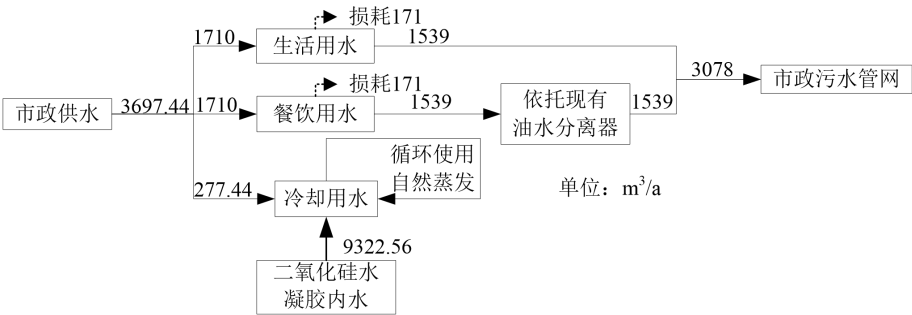 损耗171
1710
生活用水
1539
3078
市政污水管网
损耗171
市政供水
3697.44
1710
餐饮用水
1539
依托现有
油水分离器
1539
循环使用
自然蒸发
277.44
冷却用水
单位：m³/a
9322.56
二氧化硅水
凝胶内水